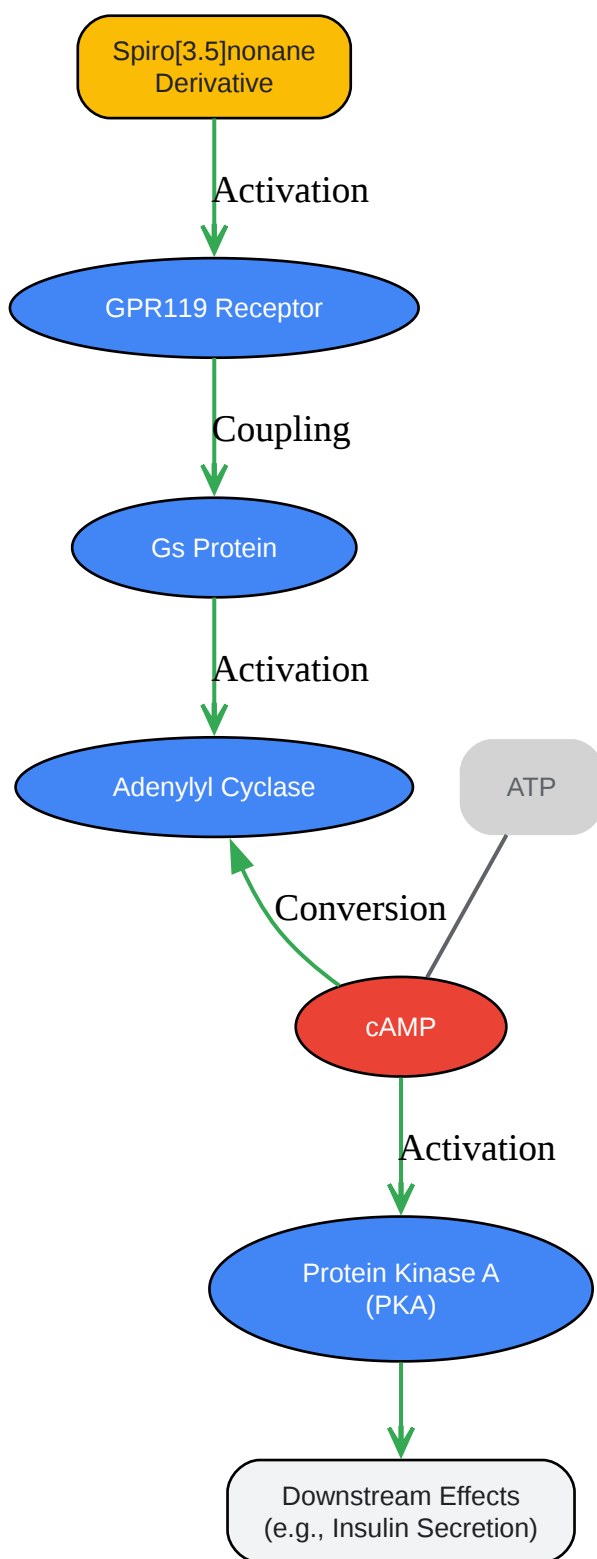 Spiro[3.5]nonane
Derivative
Activation
GPR119 Receptor
Coupling
Gs Protein
Activation
Adenylyl Cyclase
ATP
Conversion
cAMP
Activation
Protein Kinase A
(PKA)
Downstream Effects
(e.g., Insulin Secretion)